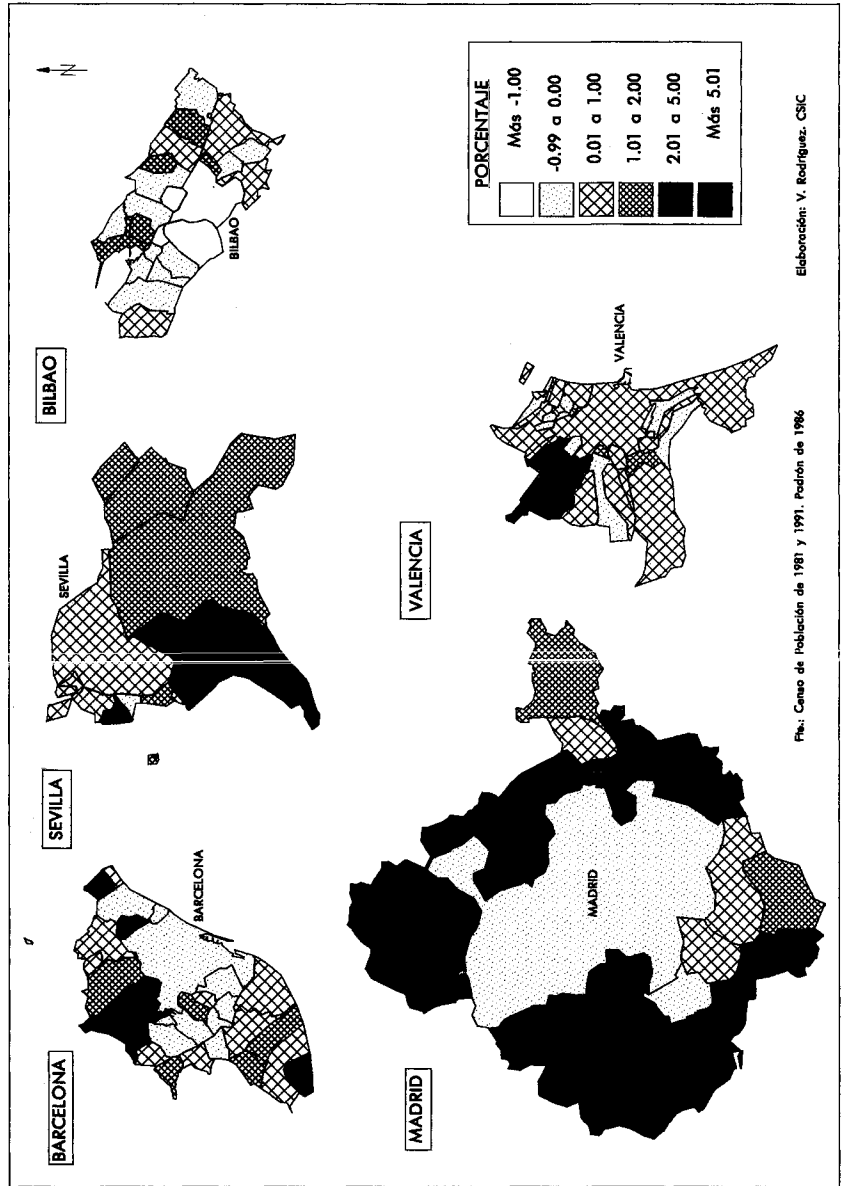 BARCELONA
BARCELONA
SEVILLA
SEVILLA
BILBAO
BILBAO
N
MADRID
MADRID
VALENCIA
VALENCIA
PORCENTAJE
Más -1.00
-0.99 a 0.00
0.01 a 1.00
1.01 a 2.00
2.01 a 5.00
Más 5.01
Fte.: Censo de Población de 1981 y 1991. Padrón de 1986
Elaboración: V. Rodríguez. CSIC